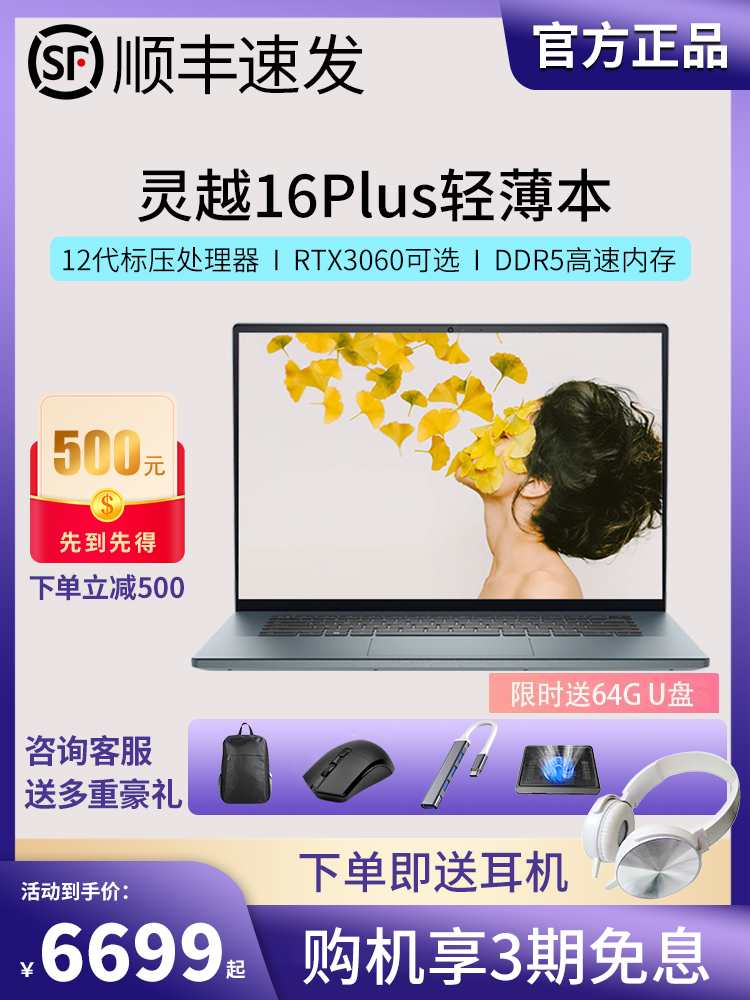 SF 顺丰速发
官方正品
灵越16Plus轻薄本
12代标压处理器 I RTX3060可选 I DDR5高速内存
500元
$
先到先得
下单立减500
限时送64G U盘
咨询客服
送多重豪礼
下单即送耳机
活动到手价：
¥6699起
购机享3期免息